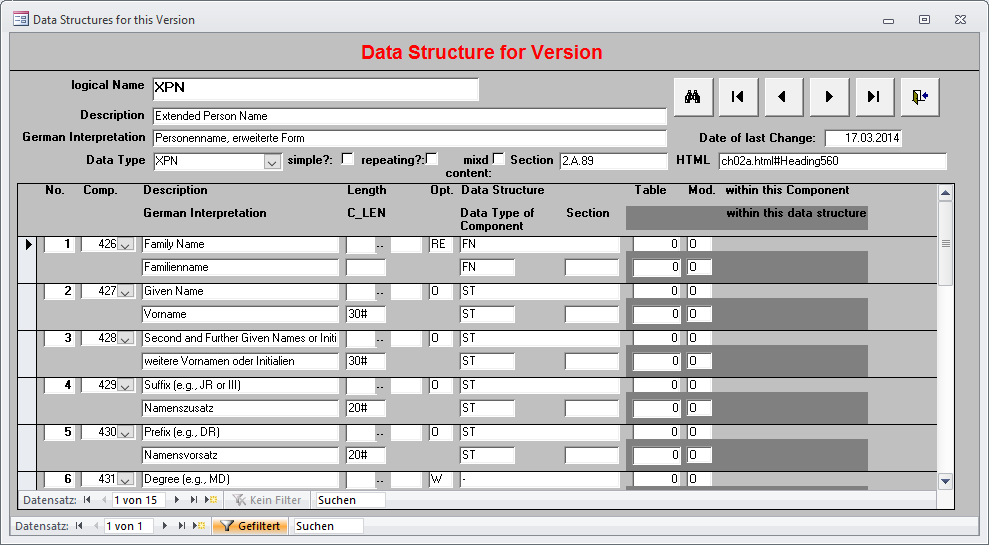 Data Structures for this Version
Data Structure for Version
logical Name XPN
Description Extended Person Name
German Interpretation Personenname, erweiterte Form Date of last Change: 17.03.2014
Data Type XPN simple?: repeating?: mixd content: Section 2.A.89 HTML ch02a.html#Heading560
No. Comp. Description Length Opt. Data Structure Table Mod. within this Component
German Interpretation C_LEN Data Type of Component Section within this data structure
1 426 Family Name .. RE FN 0 0
Familienname FN 0 0
2 427 Given Name .. O ST 0 0
Vorname 30# ST 0 0
3 428 Second and Further Given Names or Initi .. O ST 0 0
weitere Vornamen oder Initialien 30# ST 0 0
4 429 Suffix (e.g., JR or III) .. O ST 0 0
Namenszusatz 20# ST 0 0
5 430 Prefix (e.g., DR) .. O ST 0 0
Namensvorsatz 20# ST 0 0
6 431 Degree (e.g., MD) .. W - 0 0
Datensatz: 1 von 15 Kein Filter Suchen
Datensatz: 1 von 1 Gefiltert Suchen